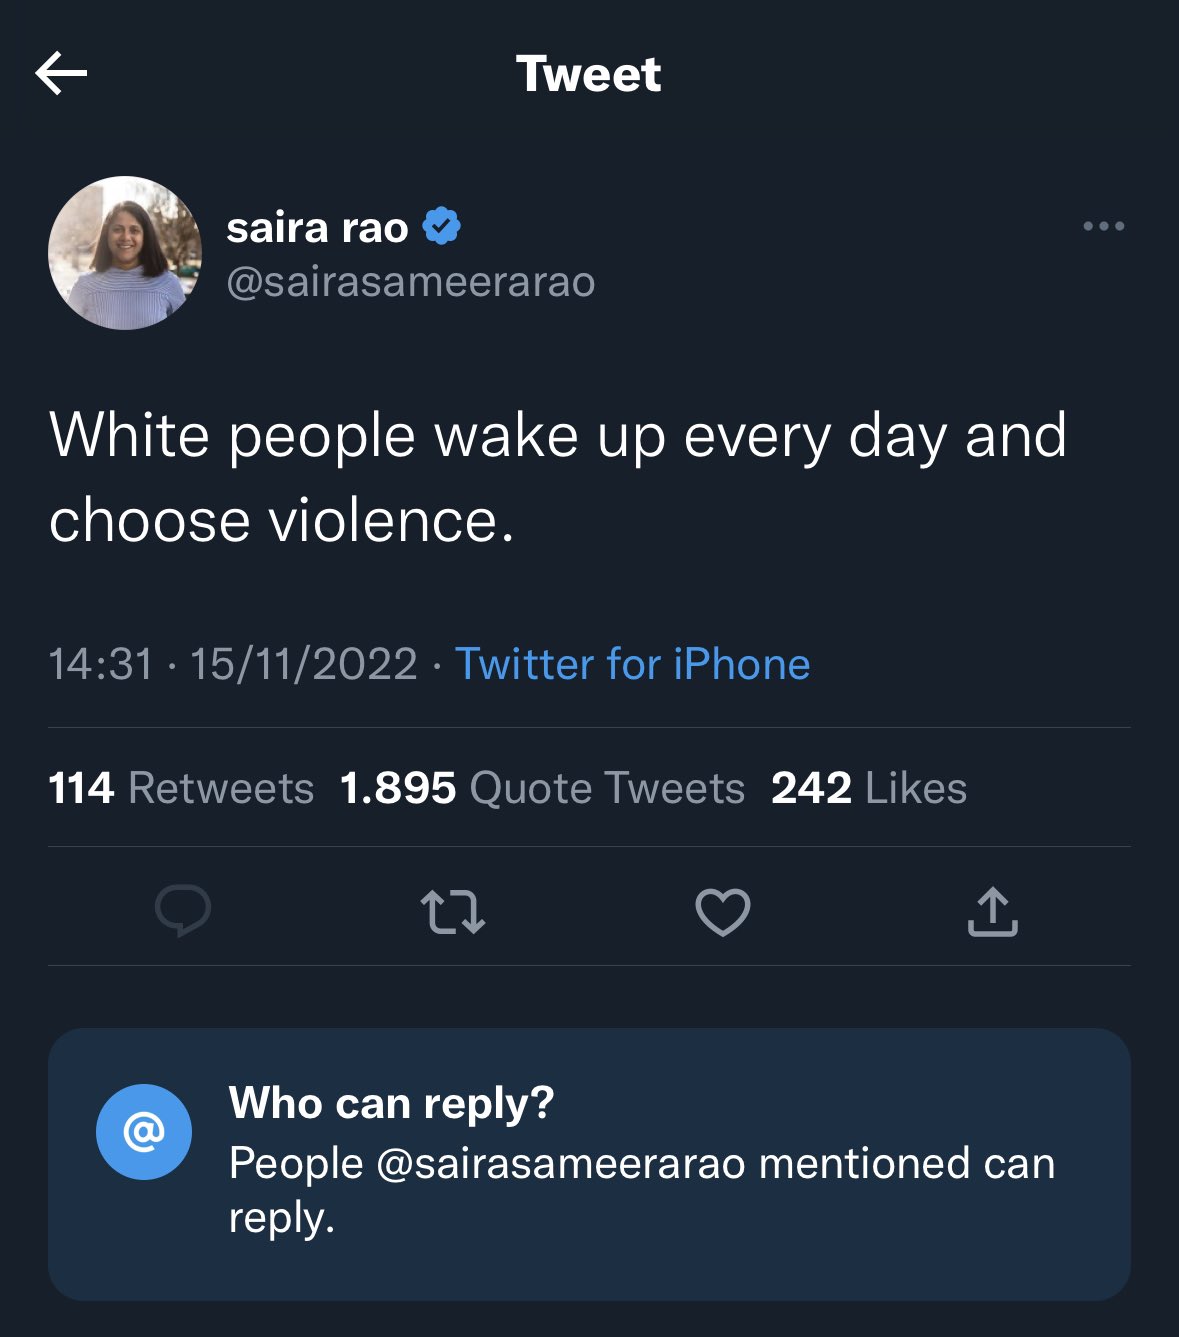 Tweet
saira rao
@sairasameerarao
White people wake up every day and
choose violence.
14:31 · 15/11/2022 · Twitter for iPhone
114 Retweets 1.895 Quote Tweets 242 Likes
@
Who can reply?
People @sairasameerarao mentioned can
reply.